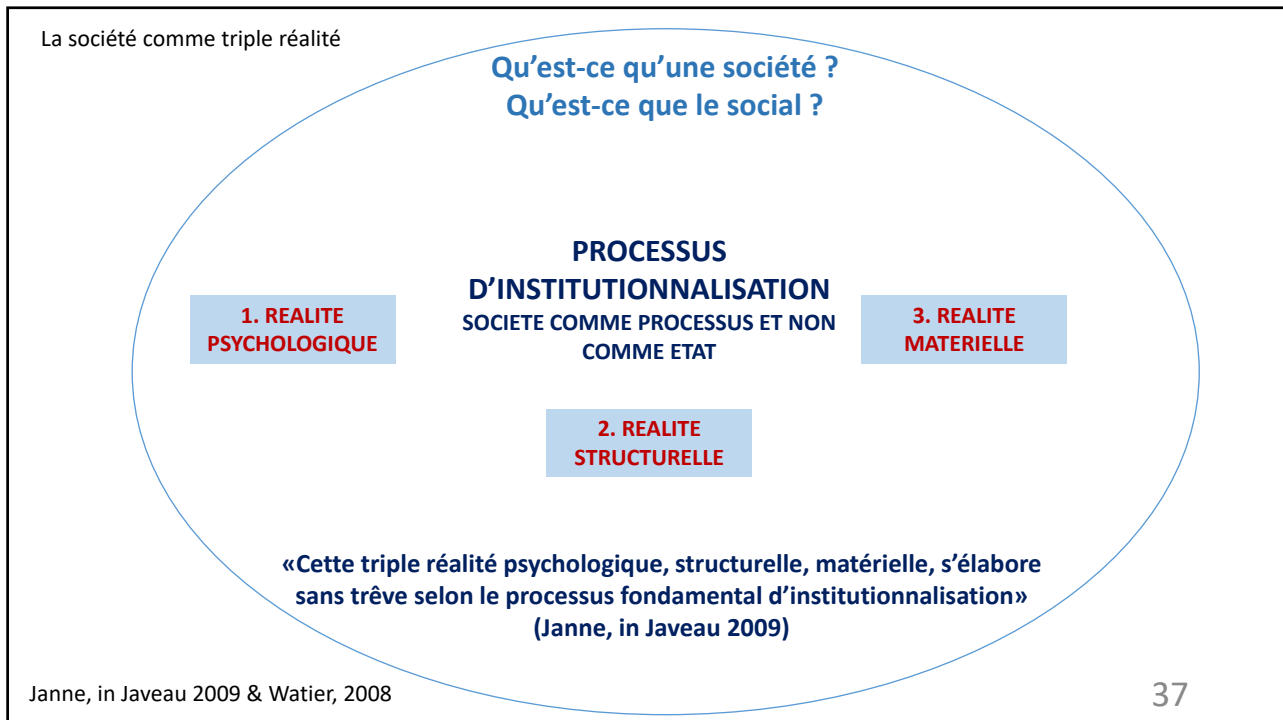 La société comme triple réalité
Qu’est-ce qu’une société ?
Qu’est-ce que le social ?
PROCESSUS
D’INSTITUTIONNALISATION
SOCIETE COMME PROCESSUS ET NON
COMME ETAT
1. REALITE
PSYCHOLOGIQUE
3. REALITE
MATERIELLE
2. REALITE
STRUCTURELLE
«Cette triple réalité psychologique, structurelle, matérielle, s’élabore
sans trêve selon le processus fondamental d’institutionnalisation»
(Janne, in Javeau 2009)
Janne, in Javeau 2009 & Watier, 2008
37